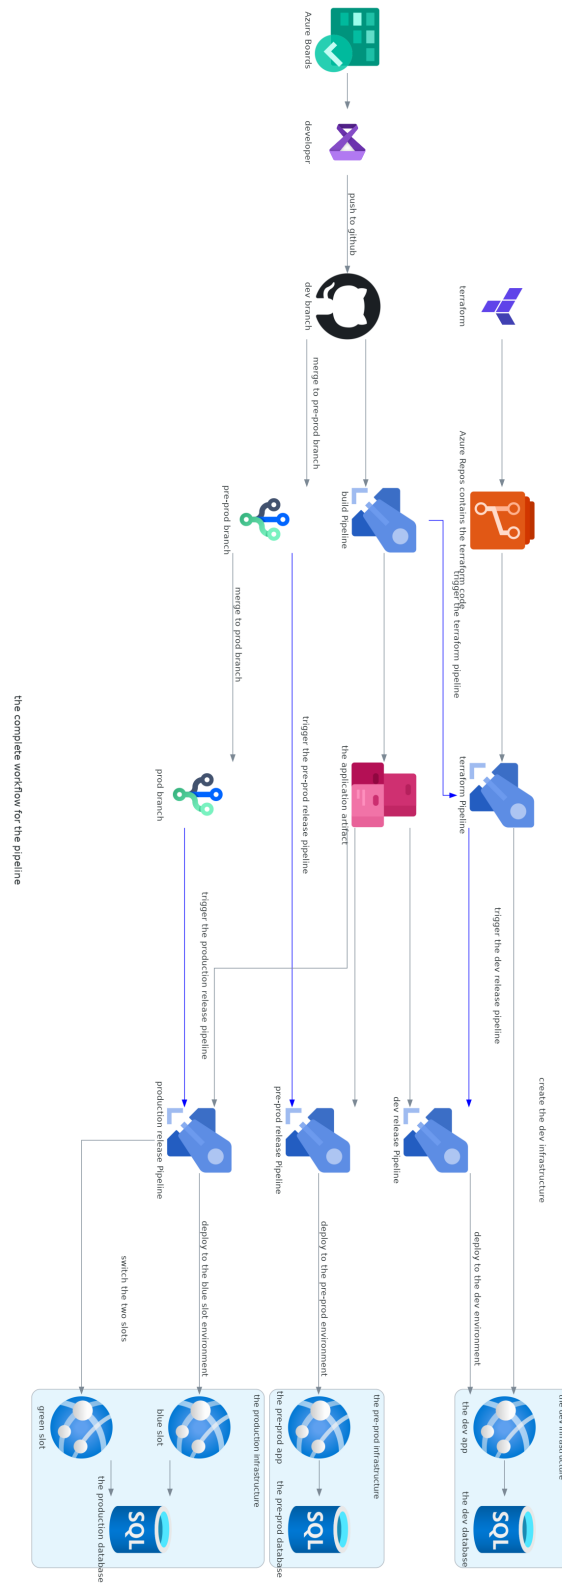 Azure Boards
developer
push to github
dev branch
terraform
merge to pre-prod branch
pre-prod branch
build Pipeline
Azure Repos contains the terraform code
trigger the terraform pipeline
merge to prod branch
trigger the pre-prod release pipeline
prod branch
the application artifact
terraform Pipeline
trigger the production release pipeline
trigger the dev release pipeline
create the dev infrastructure
production release Pipeline
pre-prod release Pipeline
dev release Pipeline
switch the two slots
deploy to the blue slot environment
deploy to the pre-prod environment
deploy to the dev environment
the production infrastructure
the pre-prod infrastructure
the dev infrastructure
green slot
blue slot
the pre-prod app
the dev app
SQL
SQL
SQL
the production database
the pre-prod database
the dev database
the complete workflow for the pipeline